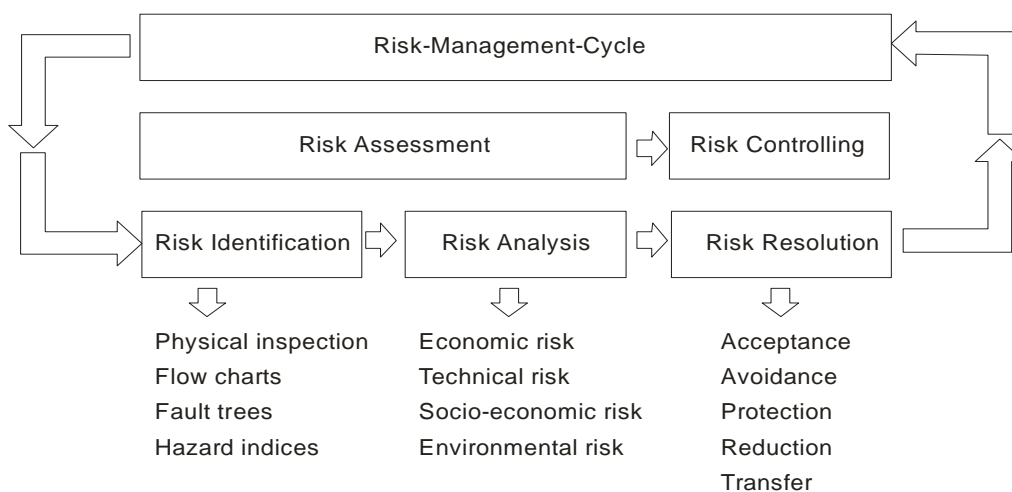 Risk-Management-Cycle
Risk Assessment
Risk Controlling
Risk Identification
Risk Analysis
Risk Resolution
Physical inspection
Flow charts
Fault trees
Hazard indices
Economic risk
Technical risk
Socio-economic risk
Environmental risk
Acceptance
Avoidance
Protection
Reduction
Transfer